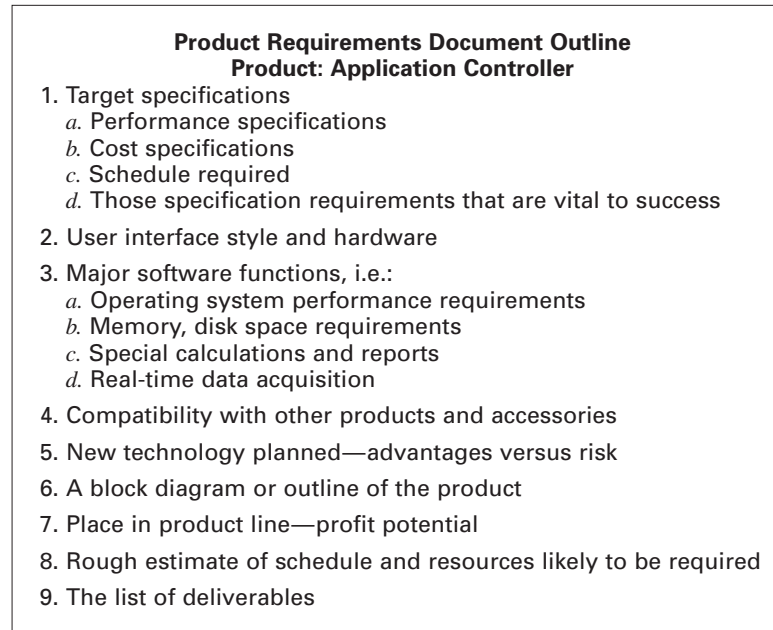 Product Requirements Document Outline
Product: Application Controller
1. Target specifications
a. Performance specifications
b. Cost specifications
c. Schedule required
d. Those specification requirements that are vital to success
2. User interface style and hardware
3. Major software functions, i.e.:
a. Operating system performance requirements
b. Memory, disk space requirements
c. Special calculations and reports
d. Real-time data acquisition
4. Compatibility with other products and accessories
5. New technology planned—advantages versus risk
6. A block diagram or outline of the product
7. Place in product line—profit potential
8. Rough estimate of schedule and resources likely to be required
9. The list of deliverables